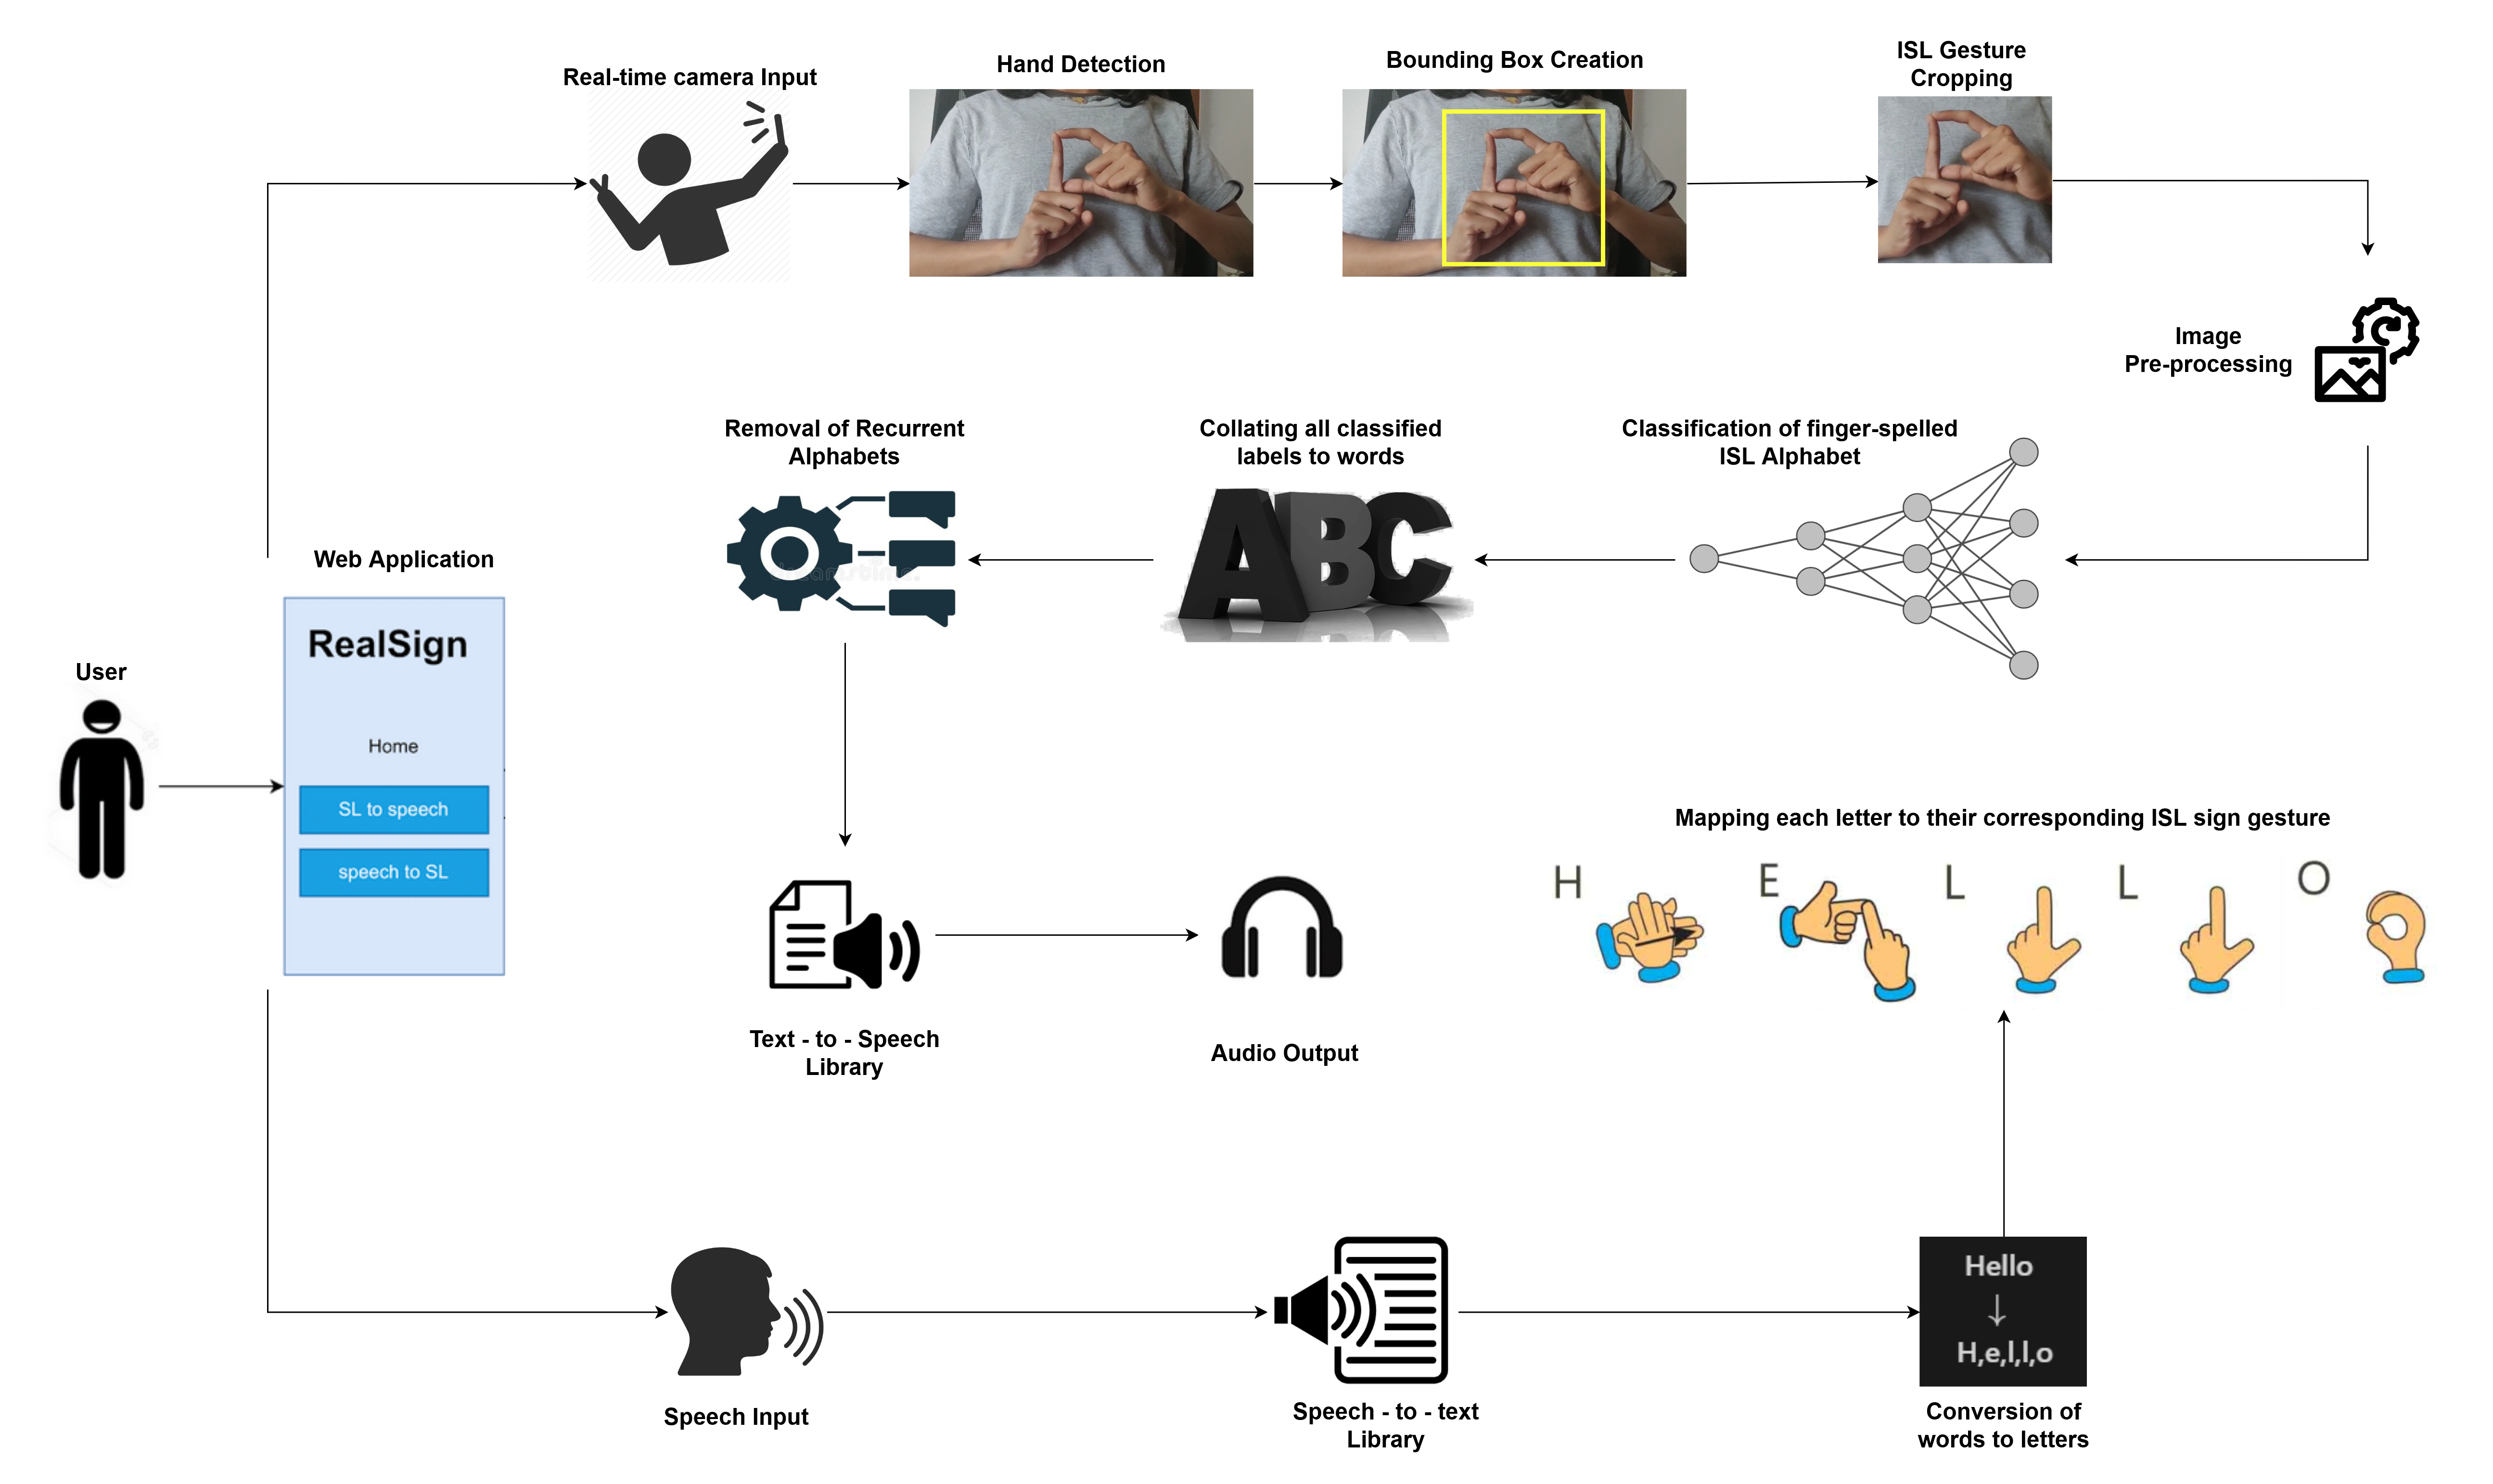 Real-time camera Input
Hand Detection
Bounding Box Creation
ISL Gesture
Cropping
Image
Pre-processing
Classification of finger-spelled
ISL Alphabet
Collating all classified
labels to words
ABC
Removal of Recurrent
Alphabets
Web Application
RealSign
Home
SL to speech
speech to SL
User
Text - to - Speech
Library
Audio Output
Mapping each letter to their corresponding ISL sign gesture
H E L L O
Speech Input
Speech - to - text
Library
Hello
↓
H,e,l,l,o
Conversion of
words to letters